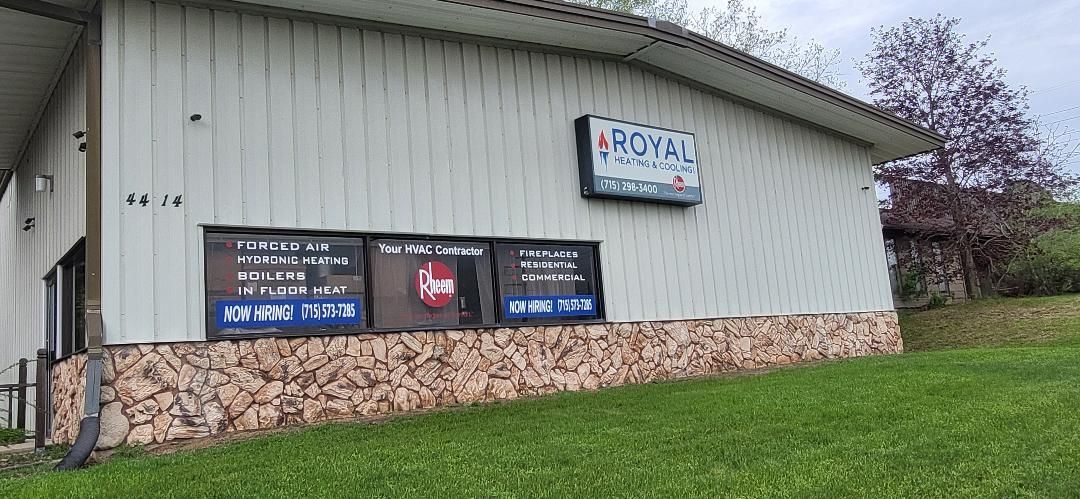 44 14
ROYAL
HEATING & COOLING
(715) 298-3400
Rheem
FORCED AIR
HYDRONIC HEATING
BOILERS
IN FLOOR HEAT
NOW HIRING! (715) 573-7285
Your HVAC Contractor
Rheem
FIREPLACES
RESIDENTIAL
COMMERCIAL
NOW HIRING! (715) 573-7285